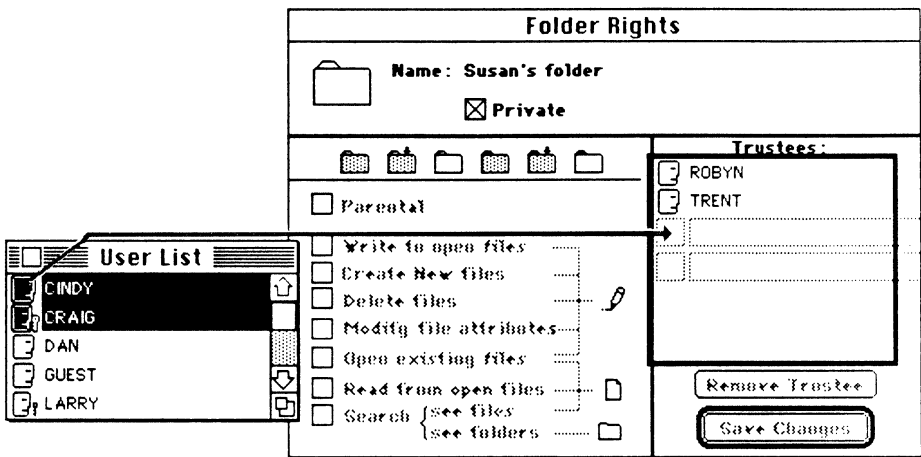 Folder Rights
Name: Susan's folder
Private
Trustees:
ROBYN
TRENT
Parental
Write to open files
Create New files
Delete files
Modify file attributes
Open existing files
Read from open files
Search { see files
see folders
Remove Trustee
Save Changes
User List
CINDY
CRAIG
DAN
GUEST
LARRY